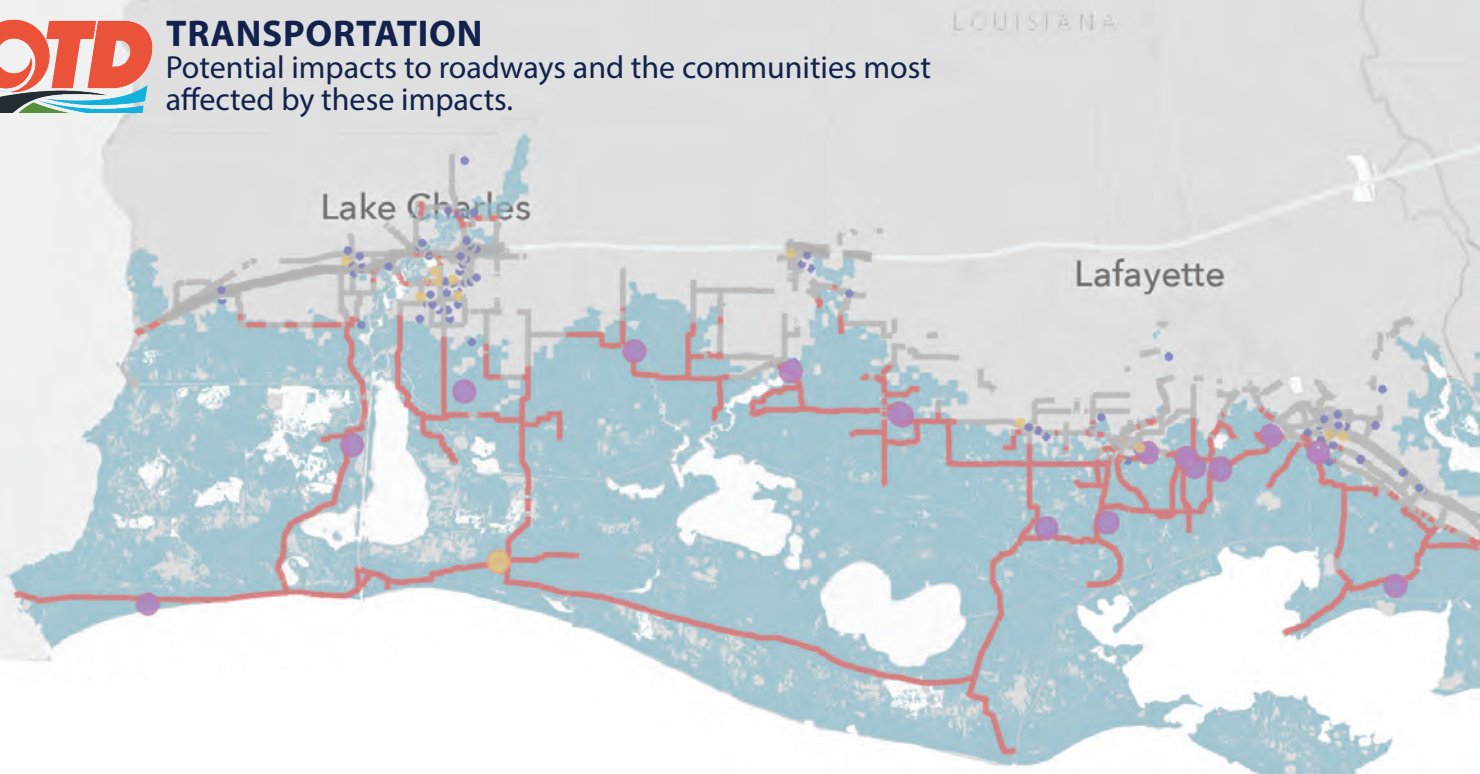 OTD
TRANSPORTATION
Potential impacts to roadways and the communities most
affected by these impacts.
LOUISIANA
Lake Charles
Lafayette